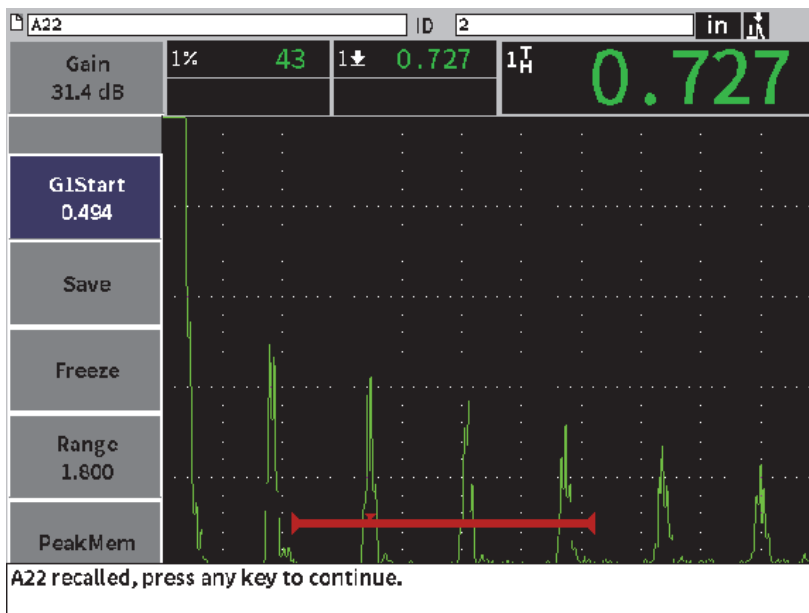 A22 ID 2 in
Gain
31.4 dB
1% 43 1 0.727 1 T H 0.727
G1Start
0.494
Save
Freeze
Range
1.800
PeakMem
A22 recalled, press any key to continue.